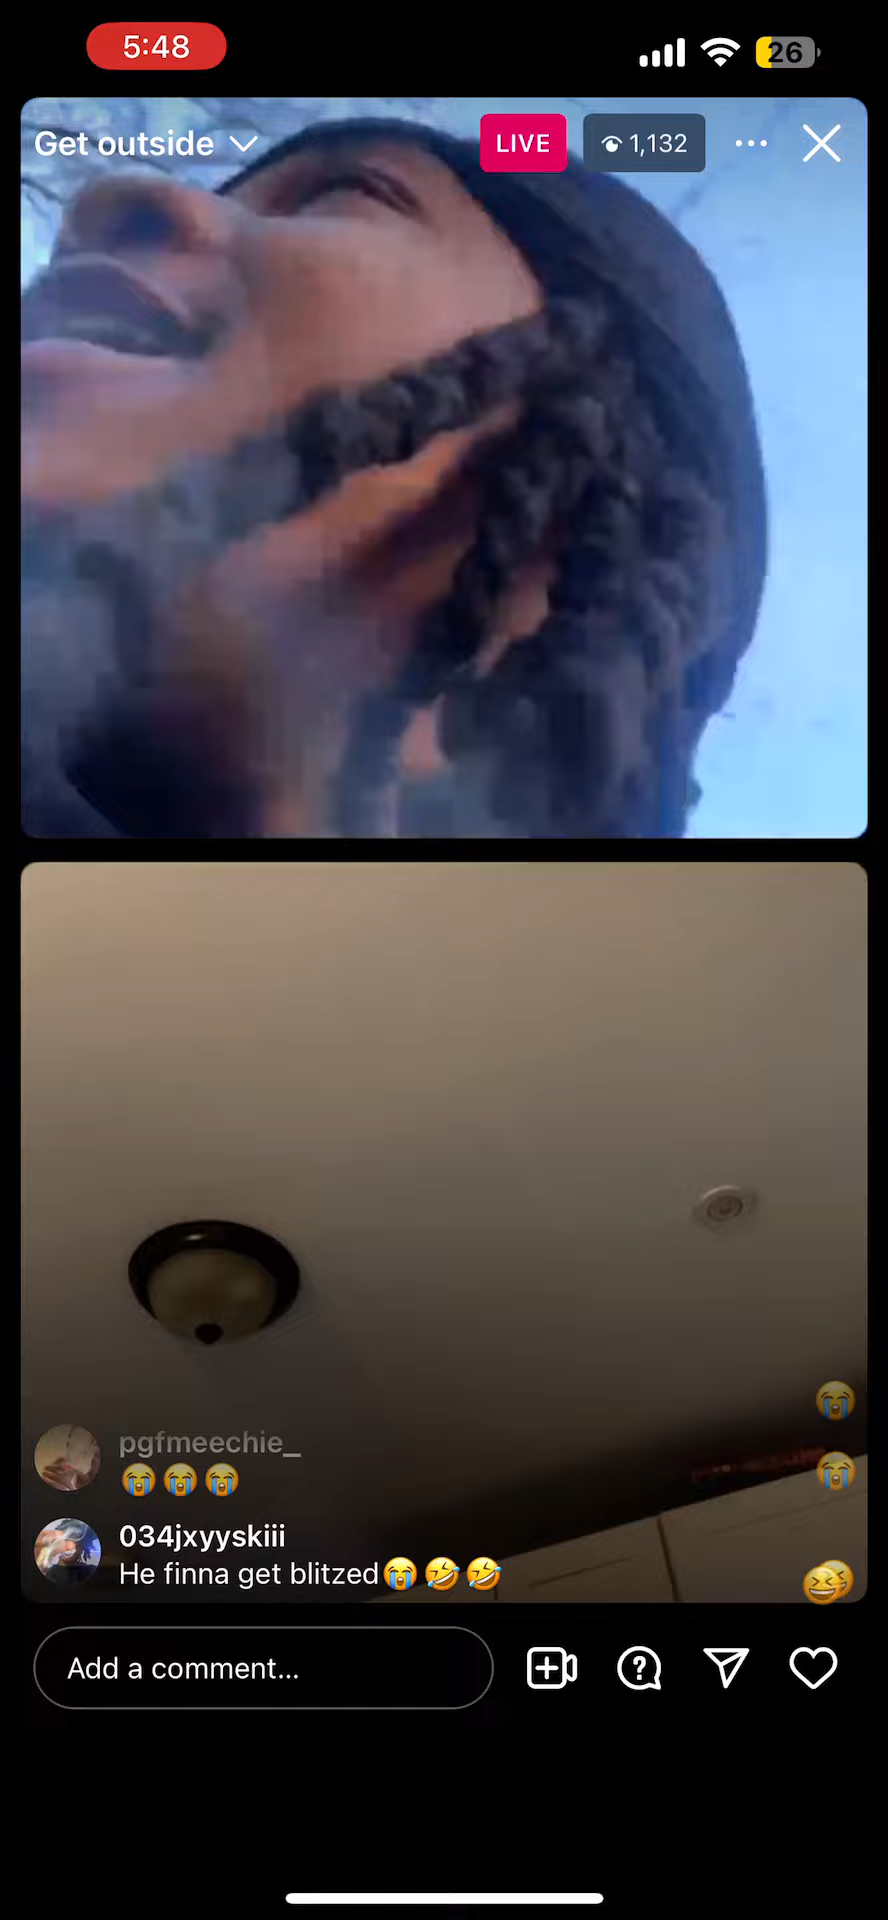 5:48
26
Get outside
LIVE
1,132
pgfmeechie_
😭😭😭
034jxyyskiii
He finna get blitzed😭🤣🤣
Add a comment...